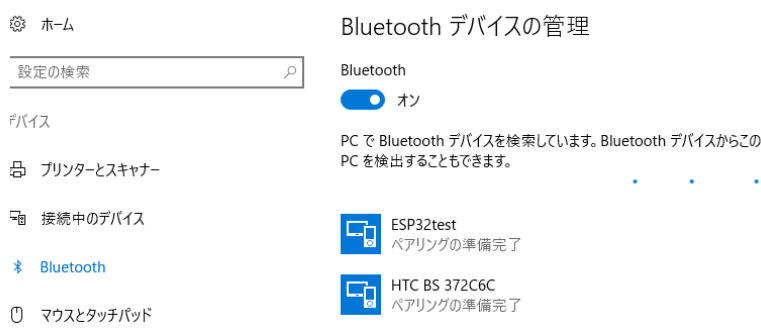 ホーム
設定の検索
デバイス
プリンターとスキャナー
接続中のデバイス
Bluetooth
マウスとタッチパッド
Bluetooth デバイスの管理
Bluetooth
オン
PC で Bluetooth デバイスを検索しています。Bluetooth デバイスからこの
PC を検出することもできます。
ESP32test
ペアリングの準備完了
HTC BS 372C6C
ペアリングの準備完了